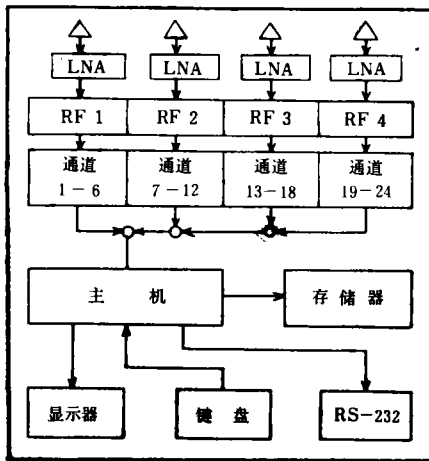 LNA LNA LNA LNA
RF 1 RF 2 RF 3 RF 4
通道 通道 通道 通道
1-6 7-12 13-18 19-24
主机 存储器
显示器 键盘 RS-232